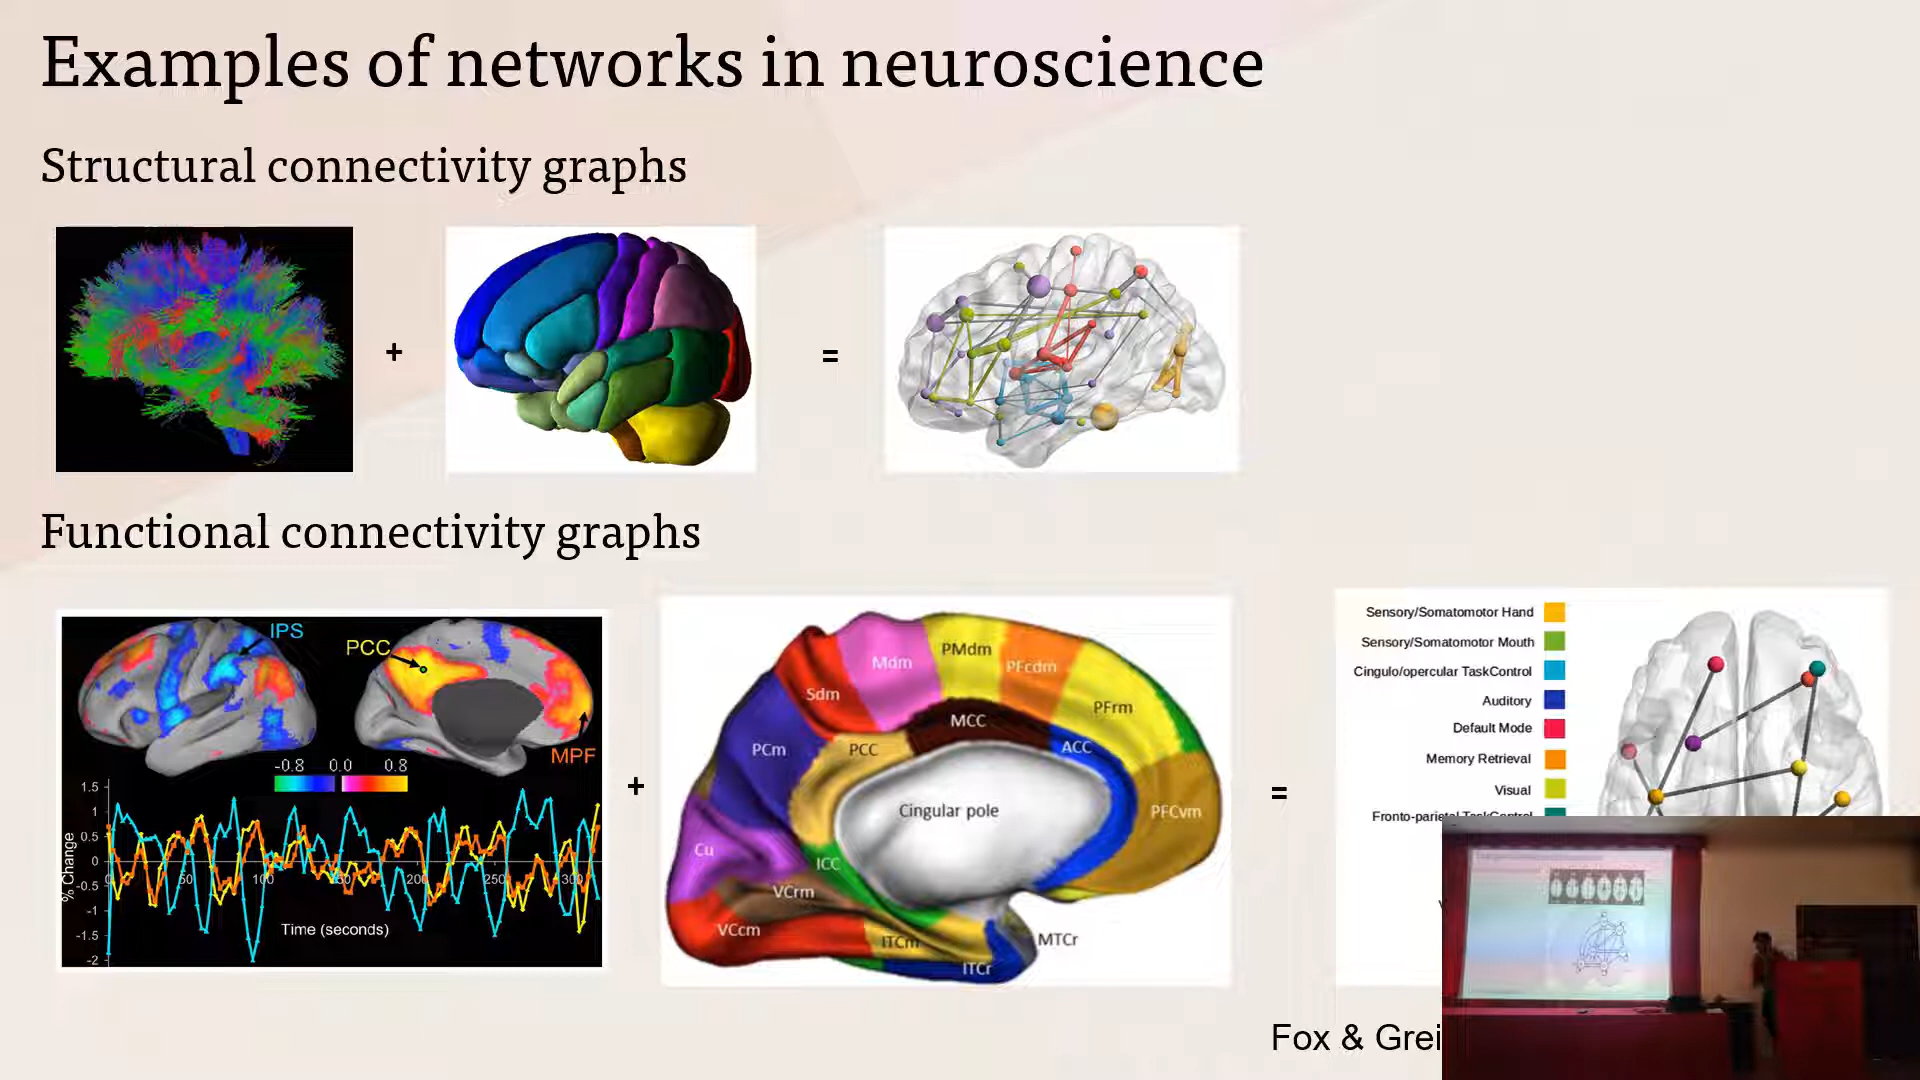 Examples of networks in neuroscience
Structural connectivity graphs
+
=
Functional connectivity graphs
IPS
PCC
MPF
-0.8 0.0 0.8
1.5
1
0.5
0
-0.5
-1
-1.5
-2
% Change
50 100 200 250 300
Time (seconds)
+
Mdm
PMdm
PFcdm
Sdm
PFrm
MCC
PCm
PCC
ACC
Cingular pole
PFCvm
Cu
ICC
VCrm
VCcm
ITCm
MTCr
ITCr
=
Sensory/Somatomotor Hand
Sensory/Somatomotor Mouth
Cingulo/opercular TaskControl
Auditory
Default Mode
Memory Retrieval
Visual
Fronto-parietal TaskControl
Fox & Grei